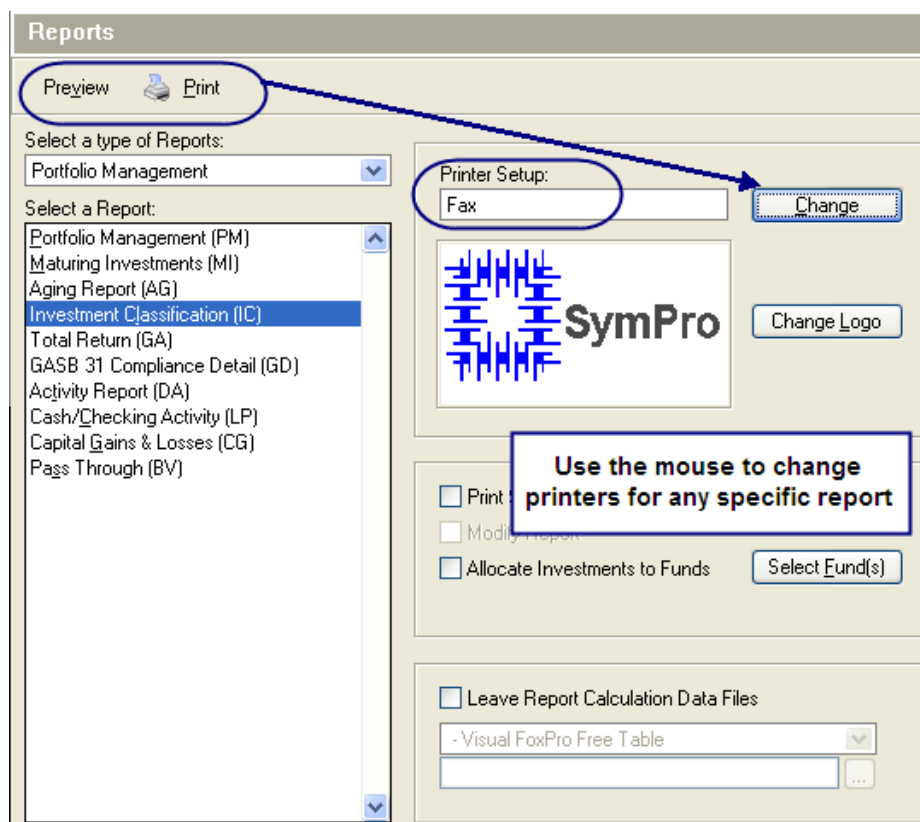 Reports
Preview Print
Select a type of Reports:
Portfolio Management
Select a Report:
Portfolio Management (PM)
Maturing Investments (MI)
Aging Report (AG)
Investment Classification (IC)
Total Return (GA)
GASB 31 Compliance Detail (GD)
Activity Report (DA)
Cash/Checking Activity (LP)
Capital Gains & Losses (CG)
Pass Through (BV)
Printer Setup:
Fax Change
SymPro
Change Logo
Use the mouse to change
printers for any specific report
Print
Modify Report
Allocate Investments to Funds Select Fund(s)
Leave Report Calculation Data Files
- Visual FoxPro Free Table
...